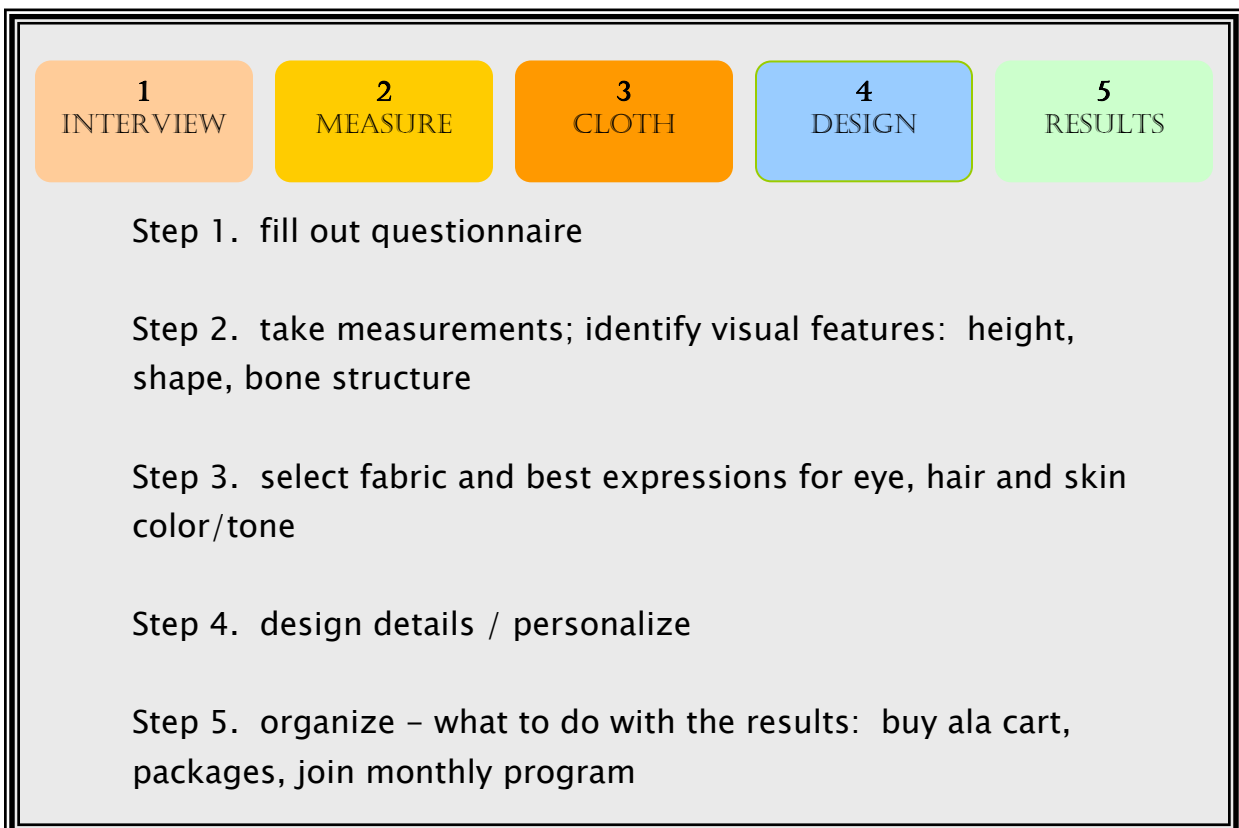 1
INTERVIEW
2
MEASURE
3
CLOTH
4
DESIGN
5
RESULTS
Step 1.  fill out questionnaire
Step 2.  take measurements; identify visual features:  height,
shape, bone structure
Step 3.  select fabric and best expressions for eye, hair and skin
color/tone
Step 4.  design details / personalize
Step 5.  organize – what to do with the results:  buy ala cart,
packages, join monthly program